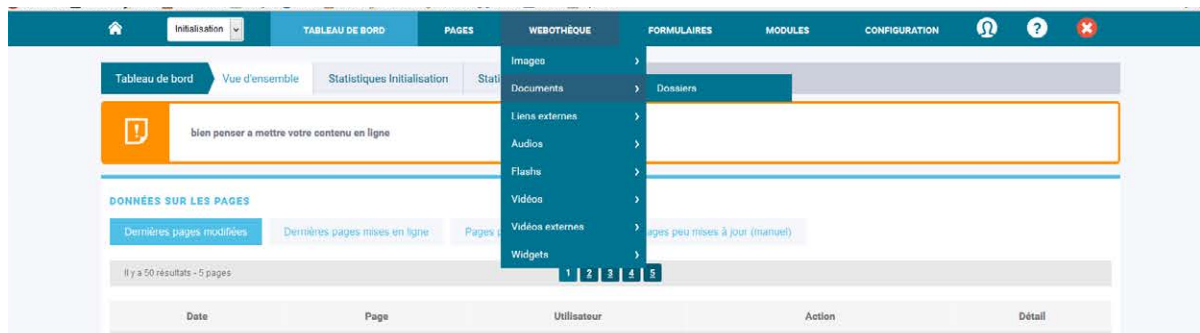 Initialisation TABLEAU DE BORD PAGES WEBOTHÈQUE FORMULAIRES MODULES CONFIGURATION ?
Images
Tableau de bord Vue d'ensemble Statistiques Initialisation Stati
Documents Dossiers
Liens externes
bien penser a mettre votre contenu en ligne
Audios
Flashs
Vidéos
DONNÉES SUR LES PAGES
Vidéos externes
Dernières pages modifiées Dernières pages mises en ligne Pages p ages peu mises à jour (manuel)
Widgets
Il y a 50 résultats - 5 pages 1 2 3 4 5
Date Page Utilisateur Action Détail